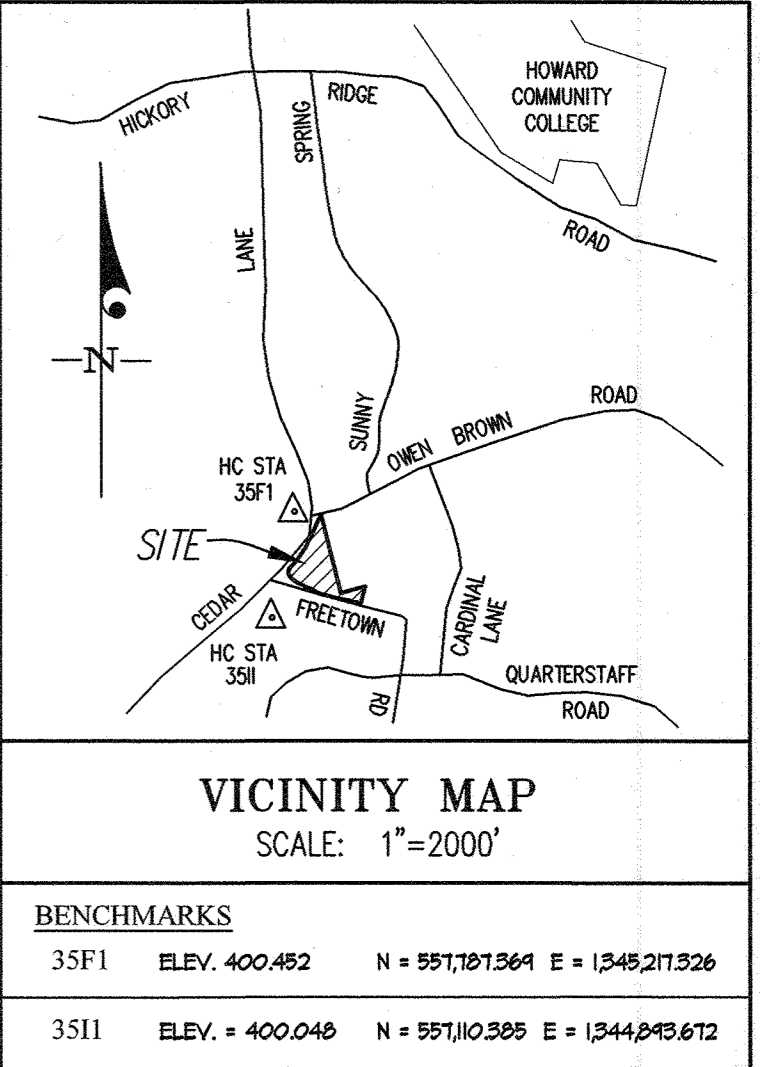 HOWARD
COMMUNITY
COLLEGE
HICKORY
RIDGE
ROAD
SPRING
LANE
SUNNY
N
OWEN BROWN
ROAD
HC STA
35F1
SITE
CEDAR
FREETOWN
CARDINAL
LANE
HC STA
35II
QUARTERSTAFF
ROAD
RD
VICINITY MAP
SCALE: 1"=2000'
BENCHMARKS
35F1 ELEV. 400.452 N = 557,787.369 E = 1,345,217.326
35I1 ELEV. = 400.048 N = 557,110.385 E = 1,344,893.672